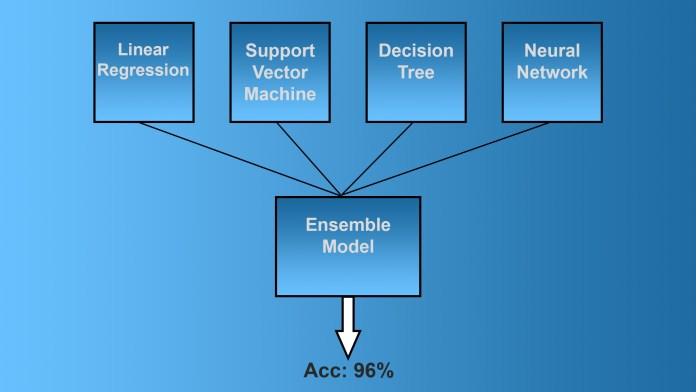 Linear
Regression
Support
Vector
Machine
Decision
Tree
Neural
Network
Ensemble
Model
Acc: 96%